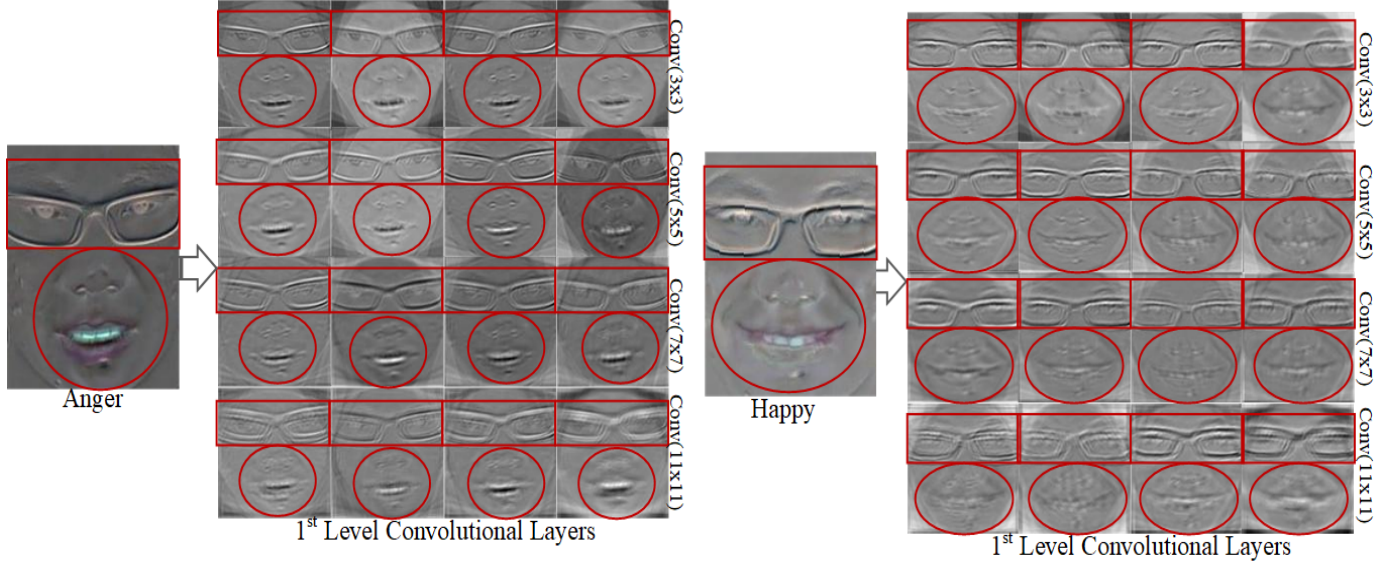 Anger
Conv(3x3)
Conv(5x5)
Conv(7x7)
Conv(11x11)
1st Level Convolutional Layers
Happy
Conv(3x3)
Conv(5x5)
Conv(7x7)
Conv(11x11)
1st Level Convolutional Layers